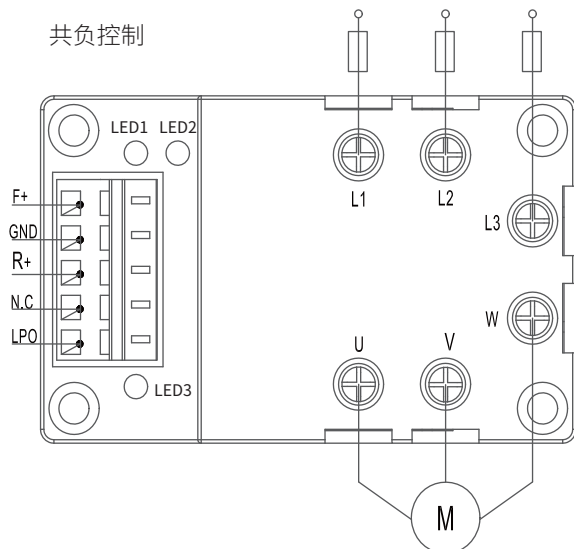 共负控制
LED1 LED2
L1
L2
L3
F+
GND
R+
N.C
LPO
W
U
V
LED3
M